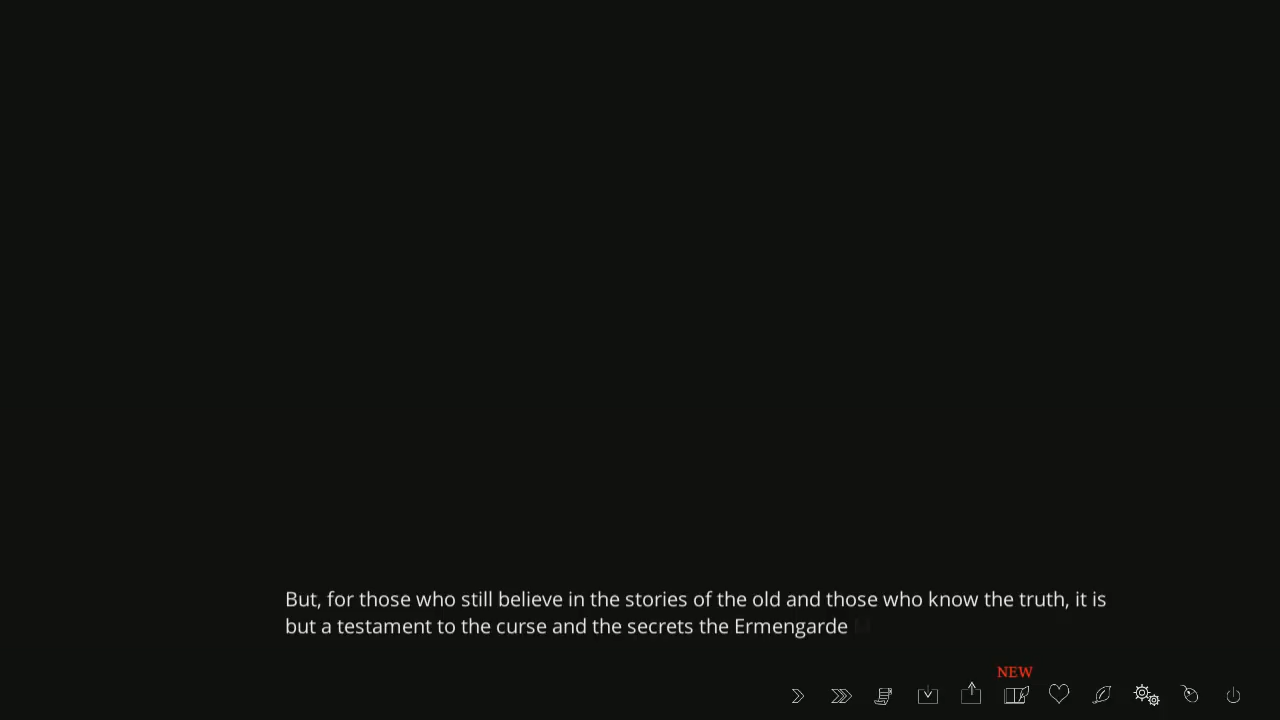 But, for those who still believe in the stories of the old and those who know the truth, it is
but a testament to the curse and the secrets the Ermengarde
NEW